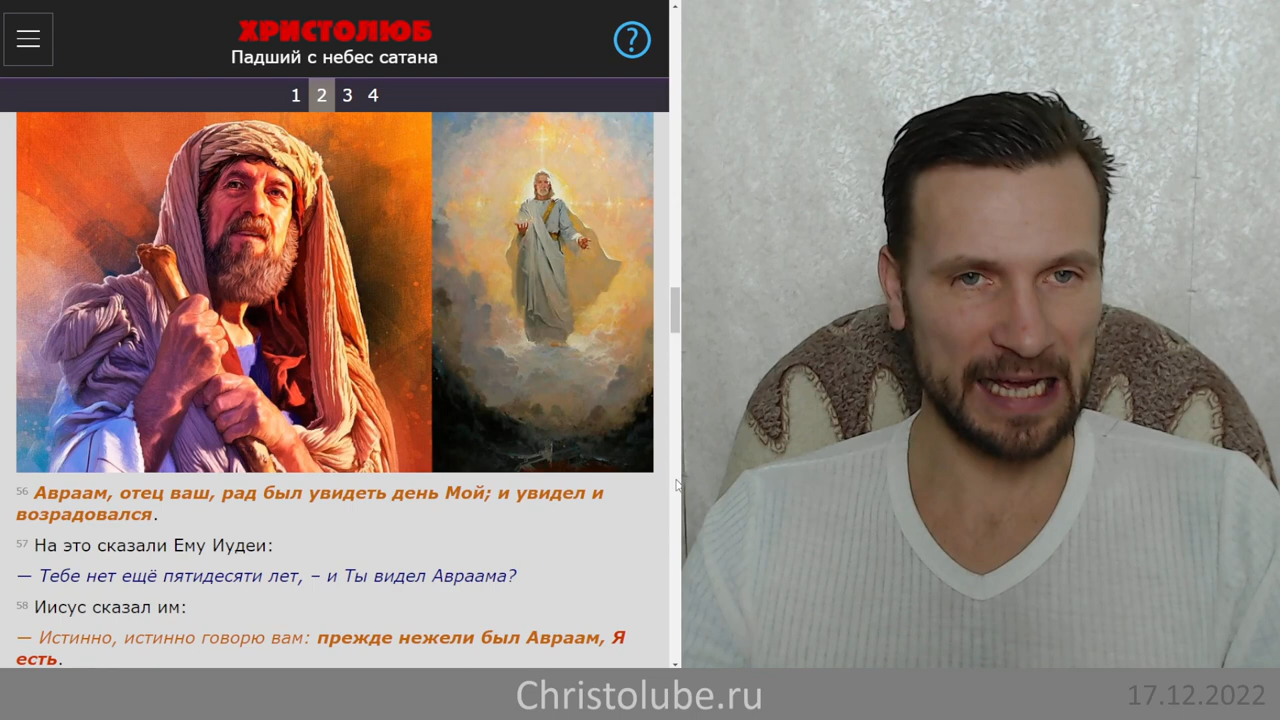 ХРИСТОЛЮБ
Падший с небес сатана
?
1 2 3 4
56 Авраам, отец ваш, рад был увидеть день Мой; и увидел и
возрадовался.
57 На это сказали Ему Иудеи:
— Тебе нет ещё пятидесяти лет, – и Ты видел Авраама?
58 Иисус сказал им:
— Истинно, истинно говорю вам: прежде нежели был Авраам, Я
есть.
Christolube.ru
17.12.2022